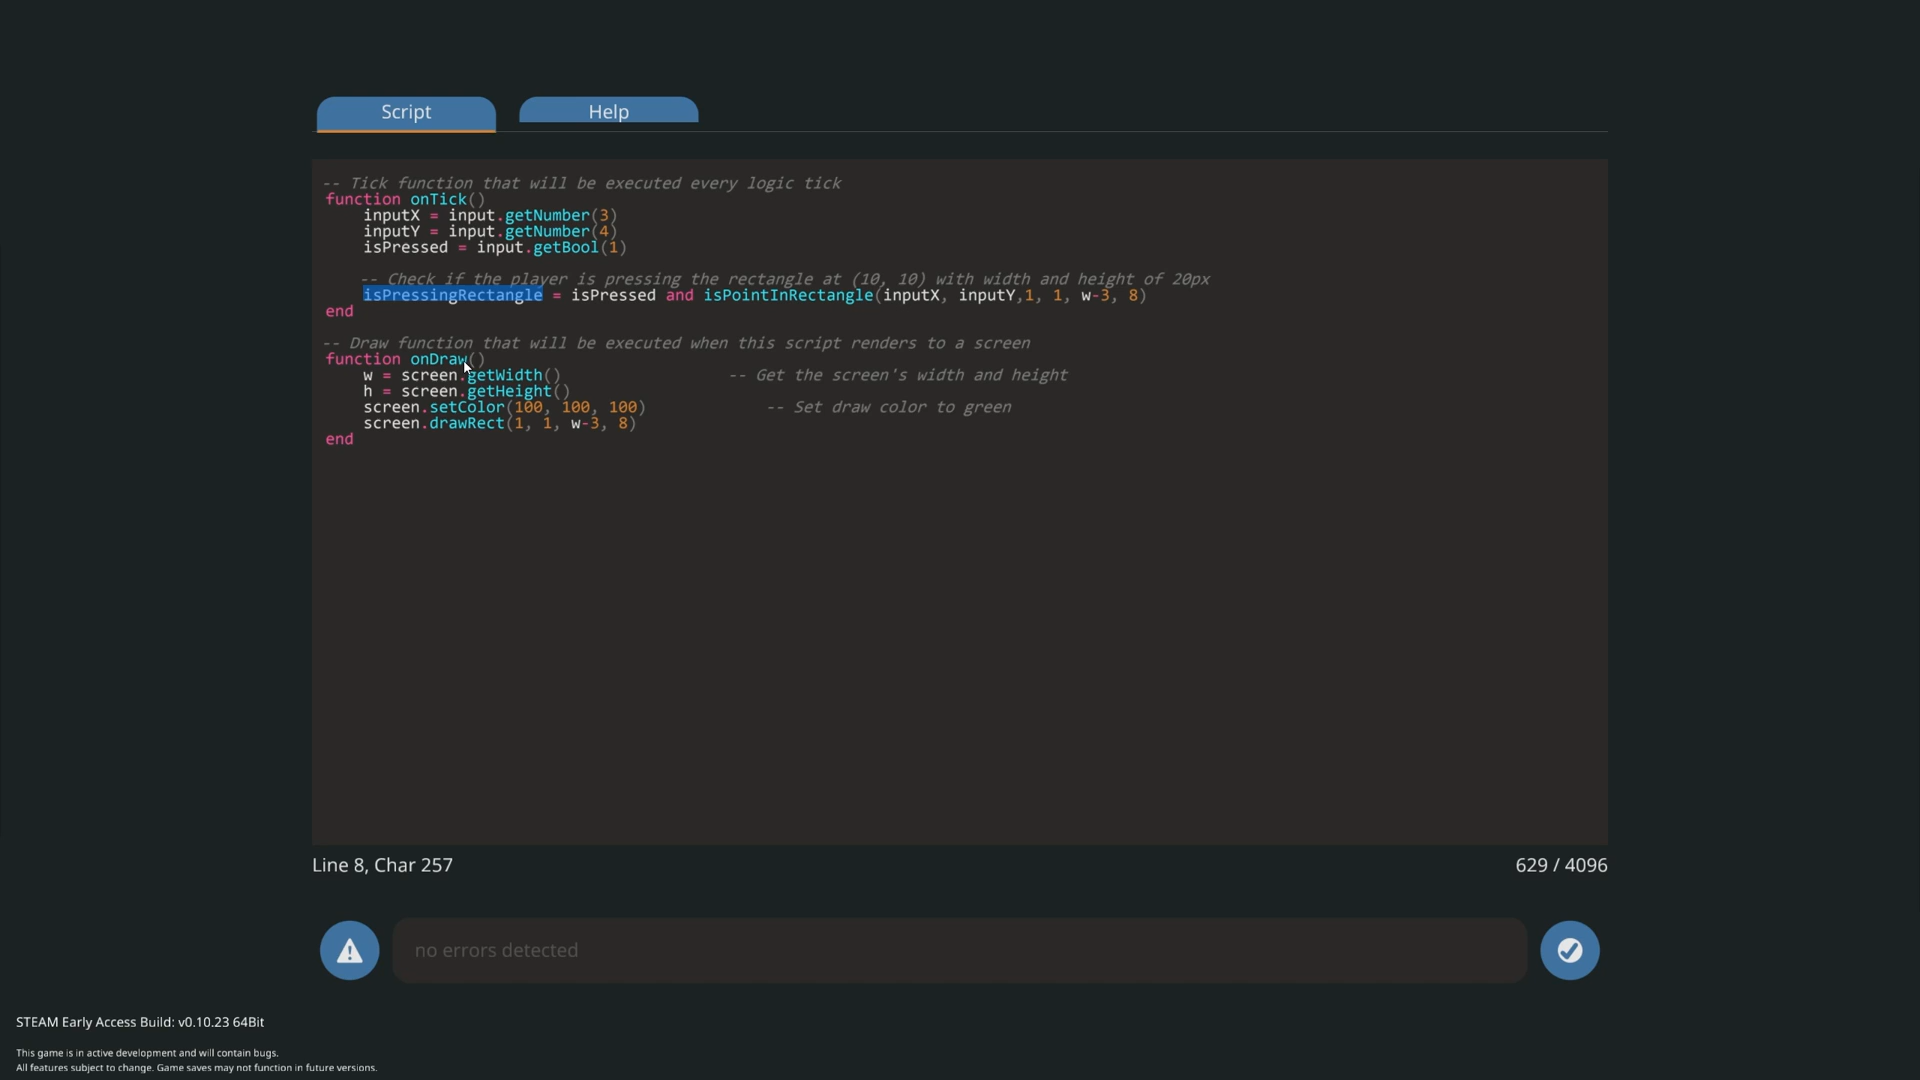 Script
Help
-- Tick function that will be executed every logic tick
function onTick()
    inputX = input.getNumber(3)
    inputY = input.getNumber(4)
    isPressed = input.getBool(1)
    -- Check if the player is pressing the rectangle at (10, 10) with width and height of 20px
    isPressingRectangle = isPressed and isPointInRectangle(inputX, inputY,1, 1, w-3, 8)
end
-- Draw function that will be executed when this script renders to a screen
function onDraw()
    w = screen.getWidth()                  -- Get the screen's width and height
    h = screen.getHeight()
    screen.setColor(100, 100, 100)             -- Set draw color to green
    screen.drawRect(1, 1, w-3, 8)
end
Line 8, Char 257
629 / 4096
no errors detected
STEAM Early Access Build: v0.10.23 64Bit
This game is in active development and will contain bugs.
All features subject to change. Game saves may not function in future versions.